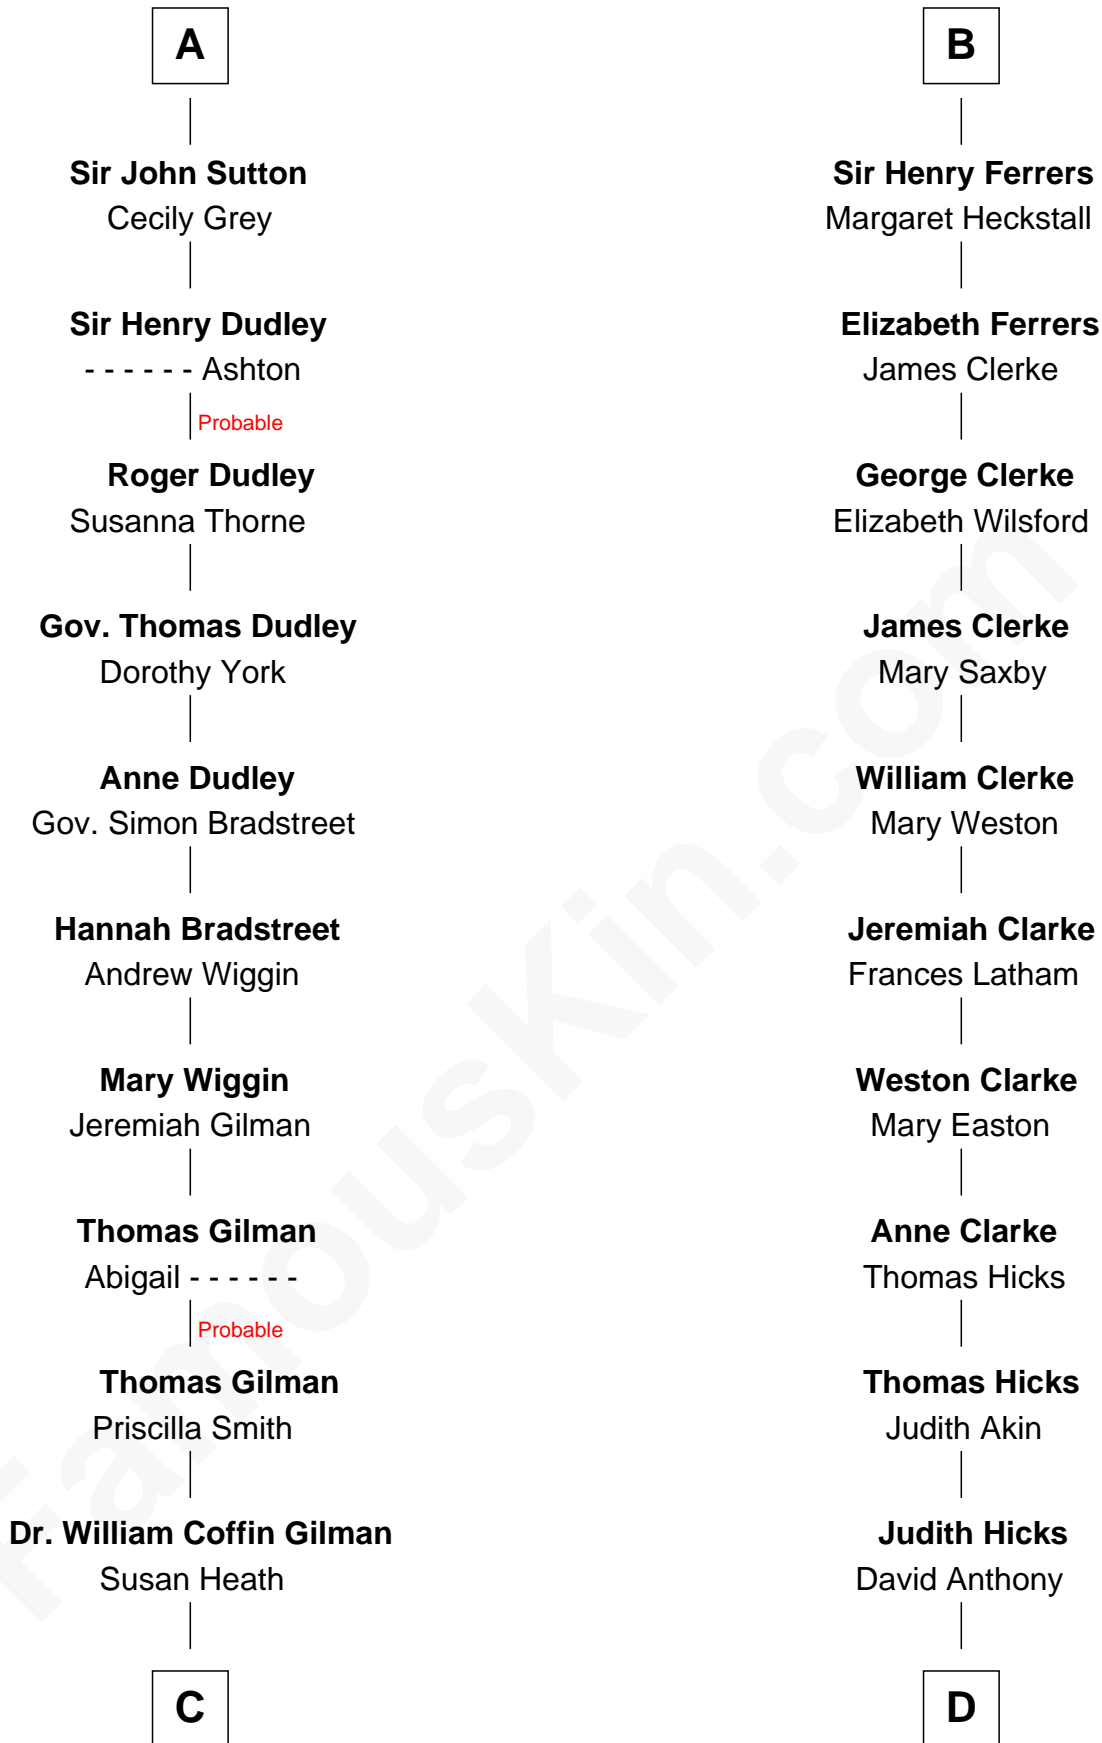 A
Sir John Sutton
Cecily Grey
Sir Henry Dudley
- - - - - - Ashton
Probable
Roger Dudley
Susanna Thorne
Gov. Thomas Dudley
Dorothy York
Anne Dudley
Gov. Simon Bradstreet
Hannah Bradstreet
Andrew Wiggin
Mary Wiggin
Jeremiah Gilman
Thomas Gilman
Abigail - - - - - -
Probable
Thomas Gilman
Priscilla Smith
Dr. William Coffin Gilman
Susan Heath
C
B
Sir Henry Ferrers
Margaret Heckstall
Elizabeth Ferrers
James Clerke
George Clerke
Elizabeth Wilsford
James Clerke
Mary Saxby
William Clerke
Mary Weston
Jeremiah Clarke
Frances Latham
Weston Clarke
Mary Easton
Anne Clarke
Thomas Hicks
Thomas Hicks
Judith Akin
Judith Hicks
David Anthony
D
FamousKin.com